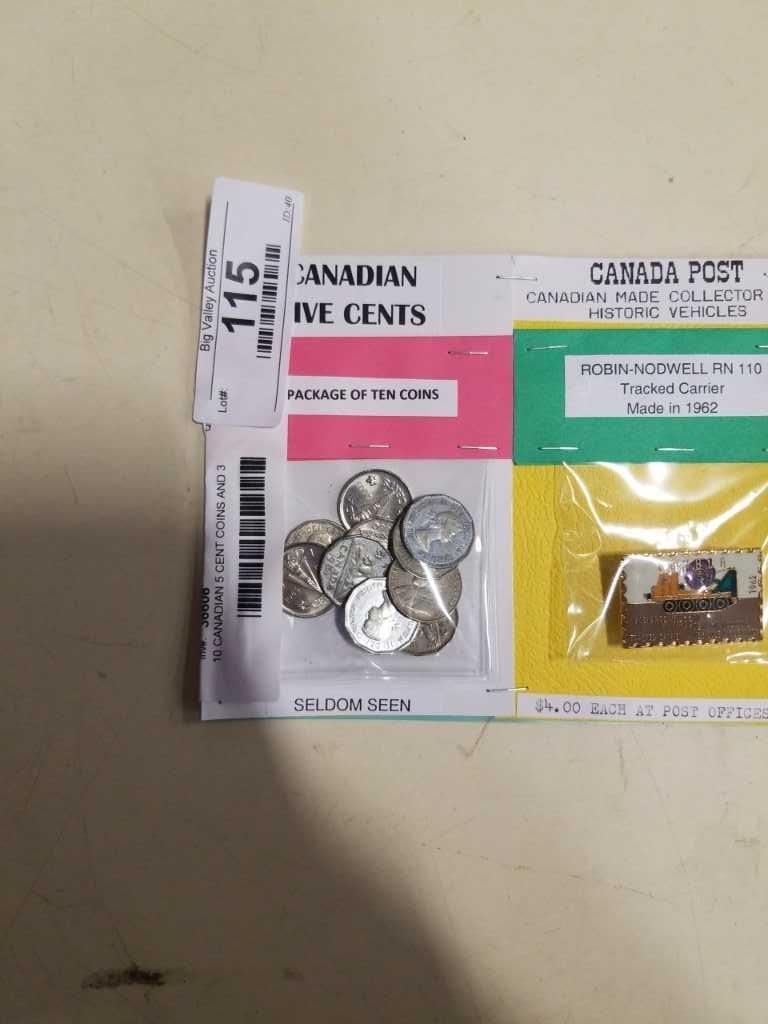 Big Valley Auction
ID:40
115
Lot#:
10 CANADIAN 5 CENT COINS AND 3
CANADIAN
IVE CENTS
PACKAGE OF TEN COINS
SELDOM SEEN
CANADA POST
CANADIAN MADE COLLECTOR
HISTORIC VEHICLES
ROBIN-NODWELL RN 110
Tracked Carrier
Made in 1962
1962
$4.00 EACH AT POST OFFICES